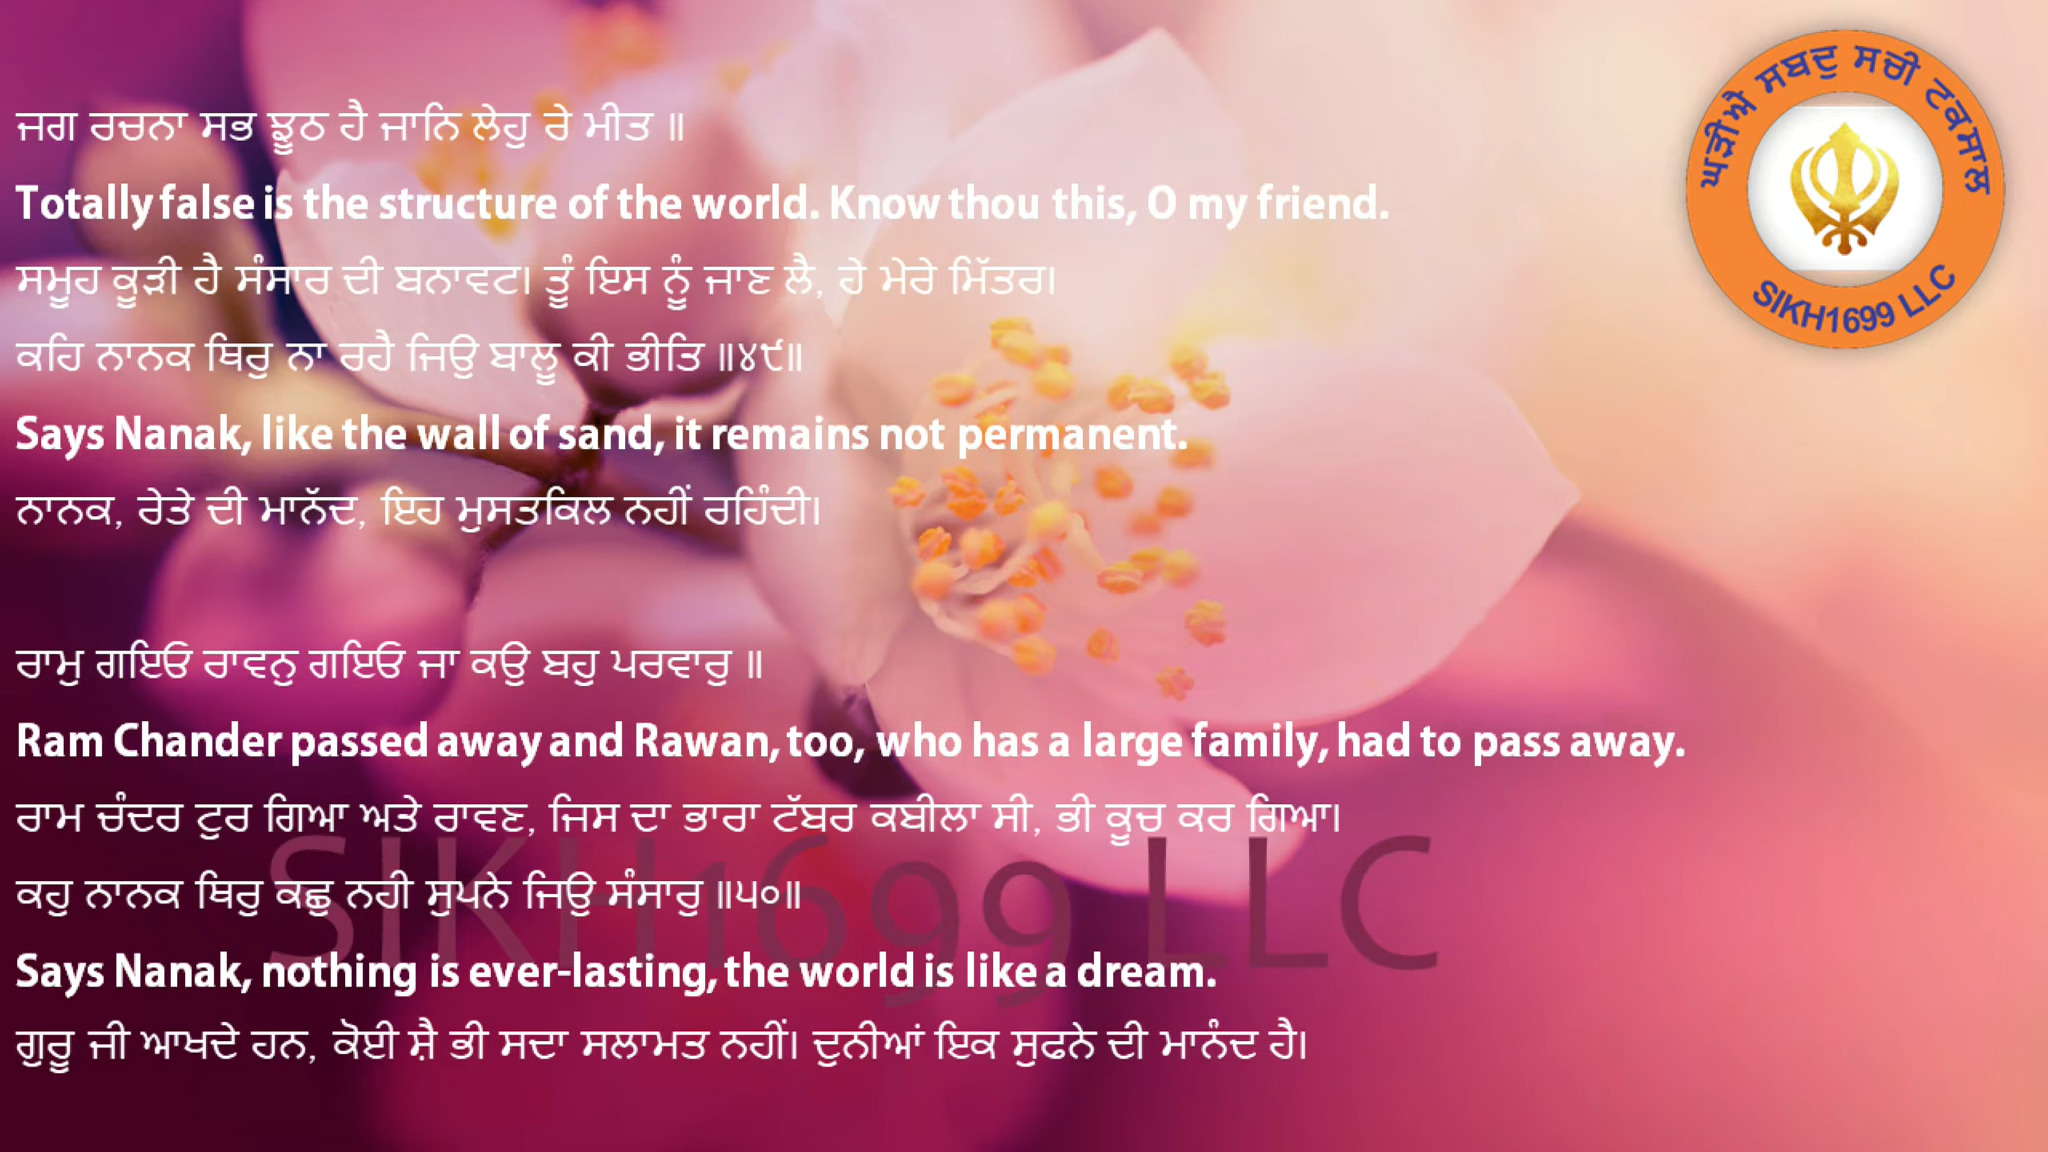 ਜਗ ਰਚਨਾ ਸਭ ਝੂਠ ਹੈ ਜਾਨਿ ਲੇਹੁ ਰੇ ਮੀਤ ॥
Totally false is the structure of the world. Know thou this, O my friend.
ਸਮੂਹ ਕੂੜੀ ਹੈ ਸੰਸਾਰ ਦੀ ਬਨਾਵਟ। ਤੂੰ ਇਸ ਨੂੰ ਜਾਣ ਲੈ, ਹੇ ਮੇਰੇ ਮਿੱਤਰ।
ਕਹਿ ਨਾਨਕ ਥਿਰੁ ਨਾ ਰਹੈ ਜਿਉ ਬਾਲੂ ਕੀ ਭੀਤਿ ॥੪੯॥
Says Nanak, like the wall of sand, it remains not permanent.
ਨਾਨਕ, ਰੇਤੇ ਦੀ ਮਾਨੱਦ, ਇਹ ਮੁਸਤਕਿਲ ਨਹੀਂ ਰਹਿੰਦੀ।
ਰਾਮੁ ਗਇਓ ਰਾਵਨੁ ਗਇਓ ਜਾ ਕਉ ਬਹੁ ਪਰਵਾਰੁ ॥
Ram Chander passed away and Rawan, too, who has a large family, had to pass away.
ਰਾਮ ਚੰਦਰ ਟੁਰ ਗਿਆ ਅਤੇ ਰਾਵਣ, ਜਿਸ ਦਾ ਭਾਰਾ ਟੱਬਰ ਕਬੀਲਾ ਸੀ, ਭੀ ਕੂਚ ਕਰ ਗਿਆ।
ਕਹੁ ਨਾਨਕ ਥਿਰੁ ਕਛੁ ਨਹੀ ਸੁਪਨੇ ਜਿਉ ਸੰਸਾਰੁ ॥੫੦॥
Says Nanak, nothing is ever-lasting, the world is like a dream.
ਗੁਰੂ ਜੀ ਆਖਦੇ ਹਨ, ਕੋਈ ਸ਼ੈ ਭੀ ਸਦਾ ਸਲਾਮਤ ਨਹੀਂ। ਦੁਨੀਆਂ ਇਕ ਸੁਫਨੇ ਦੀ ਮਾਨੰਦ ਹੈ।
SIKH1699 LLC
ਘੜੀਐ ਸਬਦੁ ਸਚੀ ਟਕਸਾਲ
SIKH1699 LLC